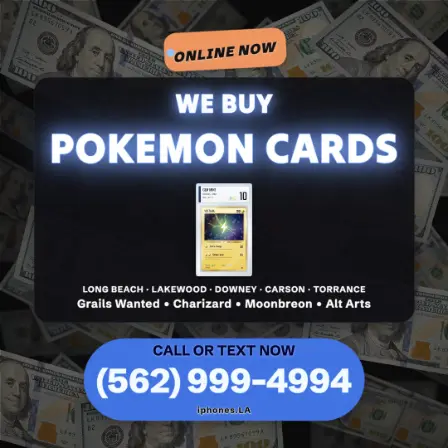 ONLINE NOW
WE BUY
POKEMON CARDS
10
LONG BEACH · LAKEWOOD · DOWNEY · CARSON · TORRANCE
Grails Wanted • Charizard • Moonbreon • Alt Arts
CALL OR TEXT NOW
(562) 999-4994
iphones.LA